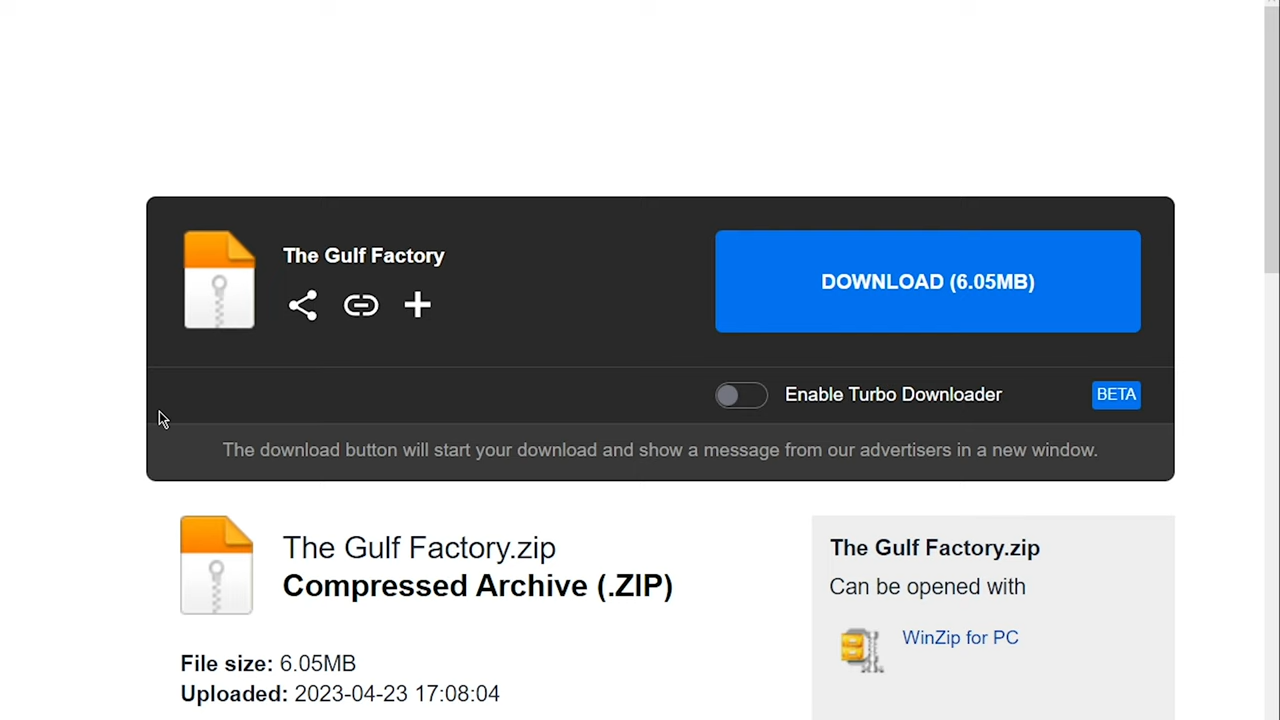 The Gulf Factory
DOWNLOAD (6.05MB)
Enable Turbo Downloader
BETA
The download button will start your download and show a message from our advertisers in a new window.
The Gulf Factory.zip
Compressed Archive (.ZIP)
File size: 6.05MB
Uploaded: 2023-04-23 17:08:04
The Gulf Factory.zip
Can be opened with
WinZip for PC